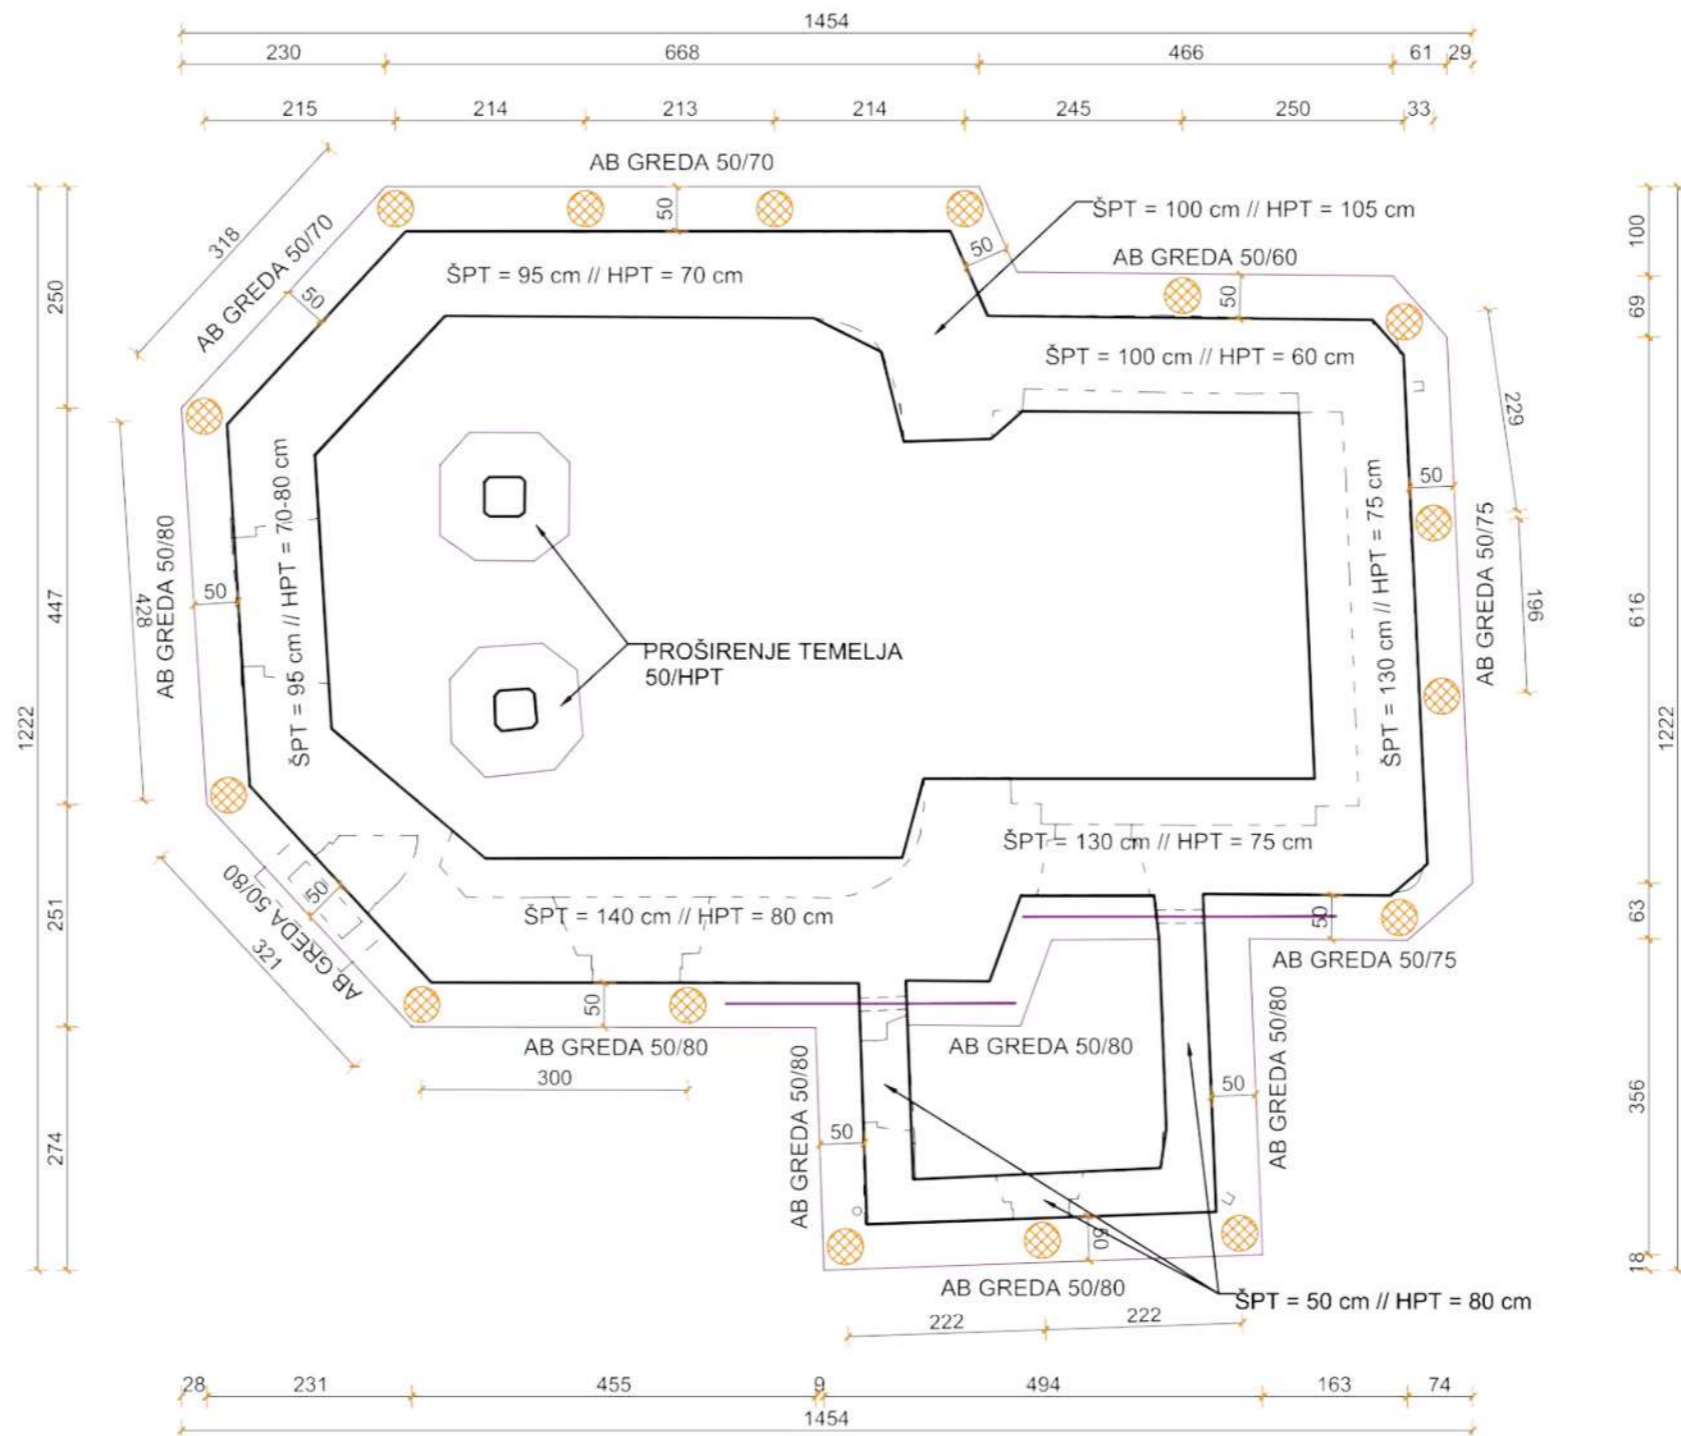 1454
230 668 466 61 29
215 214 213 214 245 250 33
AB GREDA 50/70
318
AB GREDA 50/70
50
50
ŠPT = 100 cm // HPT = 105 cm
50
AB GREDA 50/60
50
ŠPT = 95 cm // HPT = 70 cm
ŠPT = 100 cm // HPT = 60 cm
1222
250
447
251
274
100
69
616
63
356
18
1222
229
196
50
AB GREDA 50/75
ŠPT = 130 cm // HPT = 75 cm
428
AB GREDA 50/80
50
ŠPT = 95 cm // HPT = 70-80 cm
PROŠIRENJE TEMELJA
50/HPT
ŠPT = 130 cm // HPT = 75 cm
321
AB GREDA 50/80
50
ŠPT = 140 cm // HPT = 80 cm
50
AB GREDA 50/75
50
AB GREDA 50/80
AB GREDA 50/80
300
AB GREDA 50/80
50
50
AB GREDA 50/80
50
AB GREDA 50/80
ŠPT = 50 cm // HPT = 80 cm
222 222
28 231 455 9 494 163 74
1454